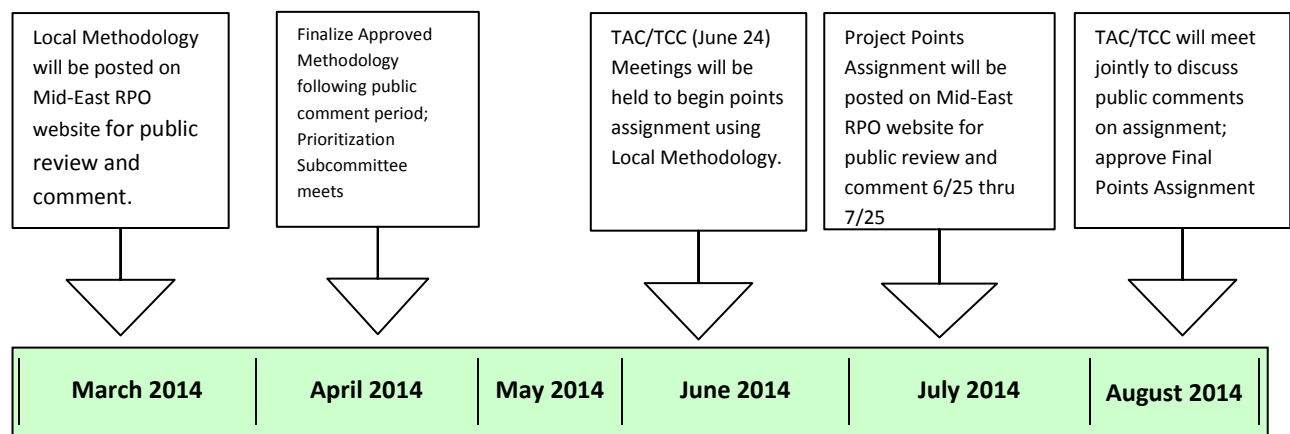 Local Methodology
will be posted on
Mid-East RPO
website for public
review and
comment.
Finalize Approved
Methodology
following public
comment period;
Prioritization
Subcommittee
meets
TAC/TCC (June 24)
Meetings will be
held to begin points
assignment using
Local Methodology.
Project Points
Assignment will be
posted on Mid-East
RPO website for
public review and
comment 6/25 thru
7/25
TAC/TCC will meet
jointly to discuss
public comments
on assignment;
approve Final
Points Assignment
March 2014
April 2014
May 2014
June 2014
July 2014
August 2014